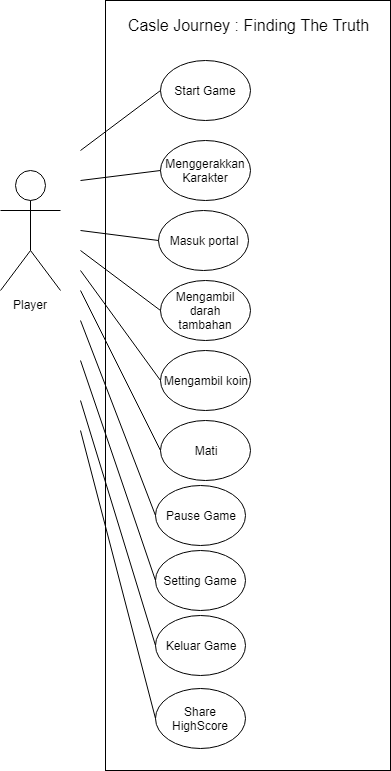 Casle Journey : Finding The Truth
Start Game
Menggerakkan
Karakter
Masuk portal
Player
Mengambil
darah
tambahan
Mengambil koin
Mati
Pause Game
Setting Game
Keluar Game
Share
HighScore